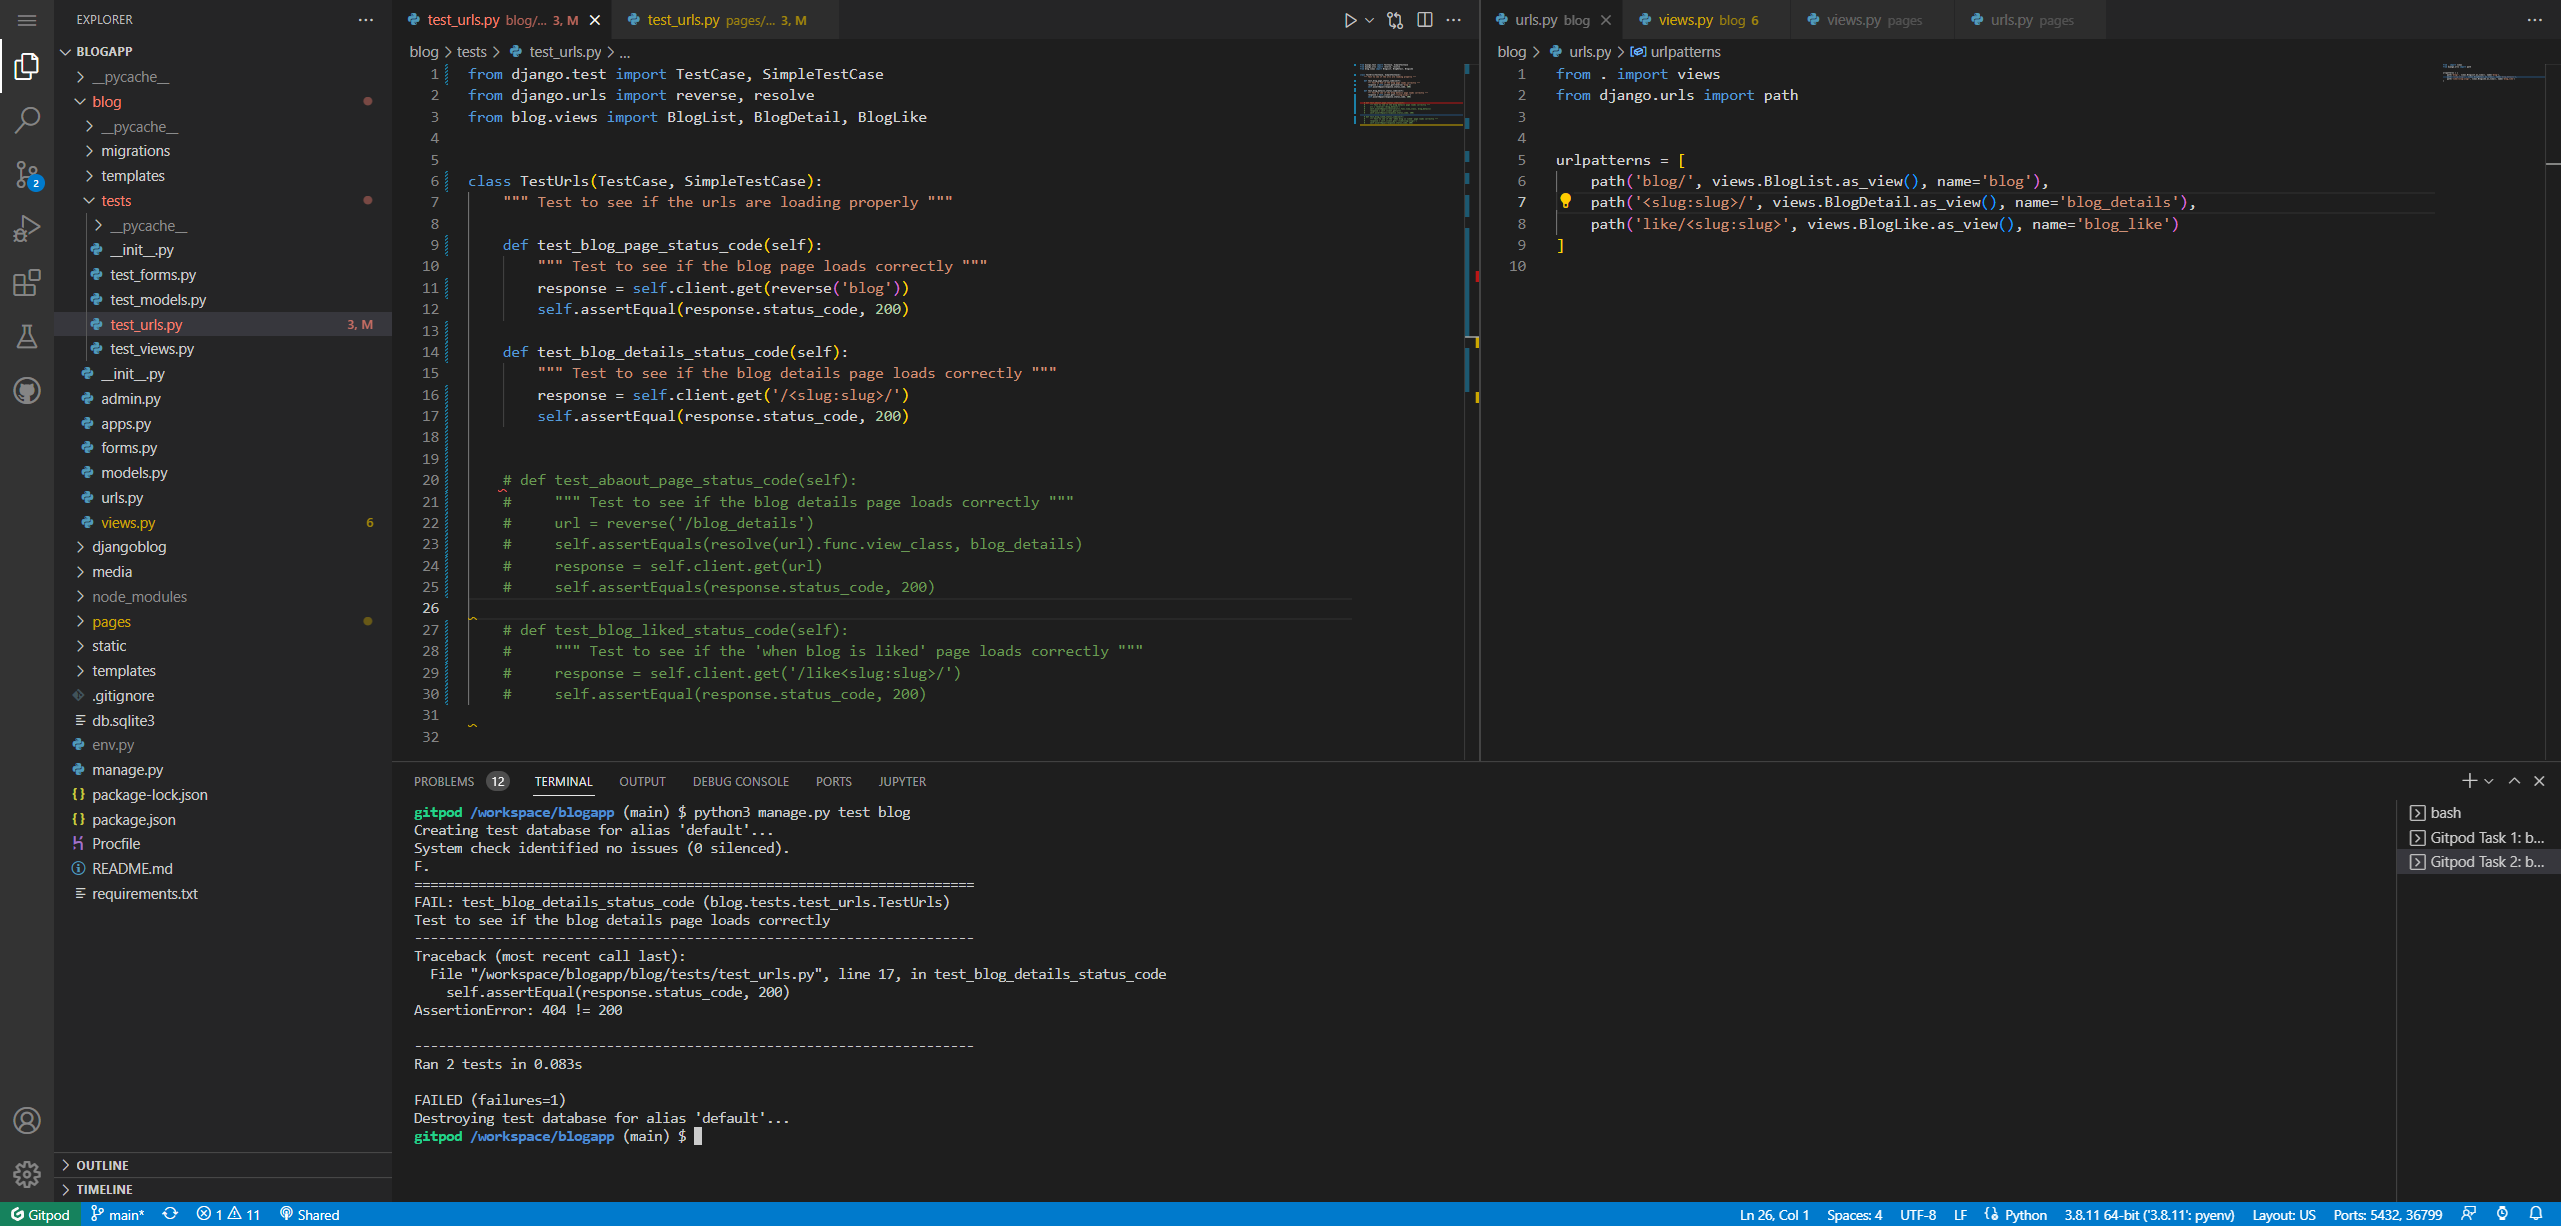 EXPLORER
BLOGAPP
__pycache__
blog
__pycache__
migrations
templates
tests
__pycache__
__init__.py
test_forms.py
test_models.py
test_urls.py 3, M
test_views.py
__init__.py
admin.py
apps.py
forms.py
models.py
urls.py
views.py 6
djangoblog
media
node_modules
pages
static
templates
.gitignore
db.sqlite3
env.py
manage.py
package-lock.json
package.json
Procfile
README.md
requirements.txt
OUTLINE
TIMELINE
2
test_urls.py blog/... 3, M
test_urls.py pages/... 3, M
blog > tests > test_urls.py > ...
1 from django.test import TestCase, SimpleTestCase
2 from django.urls import reverse, resolve
3 from blog.views import BlogList, BlogDetail, BlogLike
4
5
6 class TestUrls(TestCase, SimpleTestCase):
7 """ Test to see if the urls are loading properly """
8
9 def test_blog_page_status_code(self):
10 """ Test to see if the blog page loads correctly """
11 response = self.client.get(reverse('blog'))
12 self.assertEqual(response.status_code, 200)
13
14 def test_blog_details_status_code(self):
15 """ Test to see if the blog details page loads correctly """
16 response = self.client.get('/<slug:slug>/')
17 self.assertEqual(response.status_code, 200)
18
19
20 # def test_abaout_page_status_code(self):
21 # """ Test to see if the blog details page loads correctly """
22 # url = reverse('/blog_details')
23 # self.assertEquals(resolve(url).func.view_class, blog_details)
24 # response = self.client.get(url)
25 # self.assertEquals(response.status_code, 200)
26
27 # def test_blog_liked_status_code(self):
28 # """ Test to see if the 'when blog is liked' page loads correctly """
29 # response = self.client.get('/like<slug:slug>/')
30 # self.assertEqual(response.status_code, 200)
31
32
urls.py blog
views.py blog 6
views.py pages
urls.py pages
blog > urls.py > urlpatterns
1 from . import views
2 from django.urls import path
3
4
5 urlpatterns = [
6 path('blog/', views.BlogList.as_view(), name='blog'),
7 path('<slug:slug>/', views.BlogDetail.as_view(), name='blog_details'),
8 path('like/<slug:slug>', views.BlogLike.as_view(), name='blog_like')
9 ]
10
PROBLEMS 12 TERMINAL OUTPUT DEBUG CONSOLE PORTS JUPYTER
gitpod /workspace/blogapp (main) $ python3 manage.py test blog
Creating test database for alias 'default'...
System check identified no issues (0 silenced).
F.
======================================================================
FAIL: test_blog_details_status_code (blog.tests.test_urls.TestUrls)
Test to see if the blog details page loads correctly
----------------------------------------------------------------------
Traceback (most recent call last):
File "/workspace/blogapp/blog/tests/test_urls.py", line 17, in test_blog_details_status_code
self.assertEqual(response.status_code, 200)
AssertionError: 404 != 200
----------------------------------------------------------------------
Ran 2 tests in 0.083s
FAILED (failures=1)
Destroying test database for alias 'default'...
gitpod /workspace/blogapp (main) $
bash
Gitpod Task 1: b...
Gitpod Task 2: b...
Gitpod main* 1 11 Shared
Ln 26, Col 1 Spaces: 4 UTF-8 LF Python 3.8.11 64-bit ('3.8.11': pyenv) Layout: US Ports: 5432, 36799